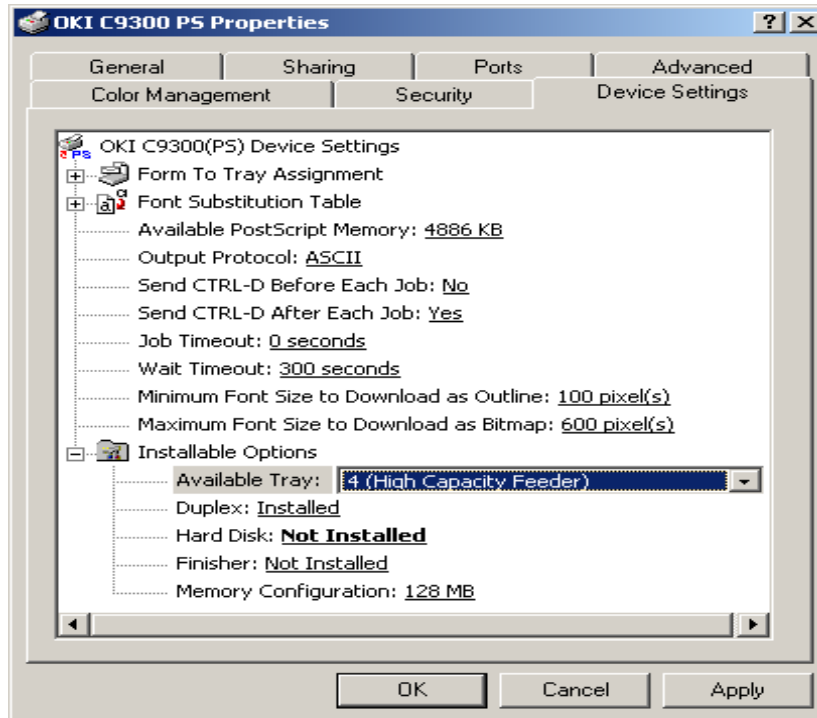 OKI C9300 PS Properties
General Sharing Ports Advanced
Color Management Security Device Settings
OKI C9300(PS) Device Settings
Form To Tray Assignment
Font Substitution Table
Available PostScript Memory: 4886 KB
Output Protocol: ASCII
Send CTRL-D Before Each Job: No
Send CTRL-D After Each Job: Yes
Job Timeout: 0 seconds
Wait Timeout: 300 seconds
Minimum Font Size to Download as Outline: 100 pixel(s)
Maximum Font Size to Download as Bitmap: 600 pixel(s)
Installable Options
Available Tray: 4 (High Capacity Feeder)
Duplex: Installed
Hard Disk: Not Installed
Finisher: Not Installed
Memory Configuration: 128 MB
OK Cancel Apply